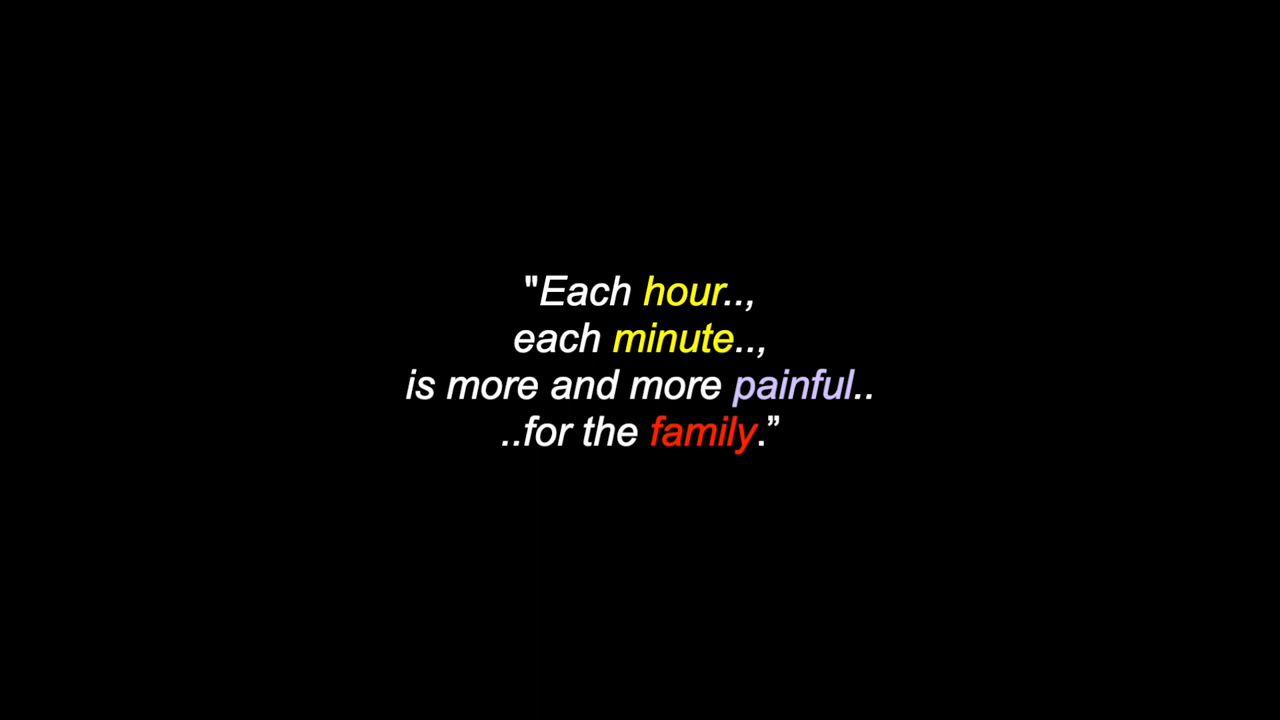 "Each hour..,
each minute..,
is more and more painful..
..for the family.”